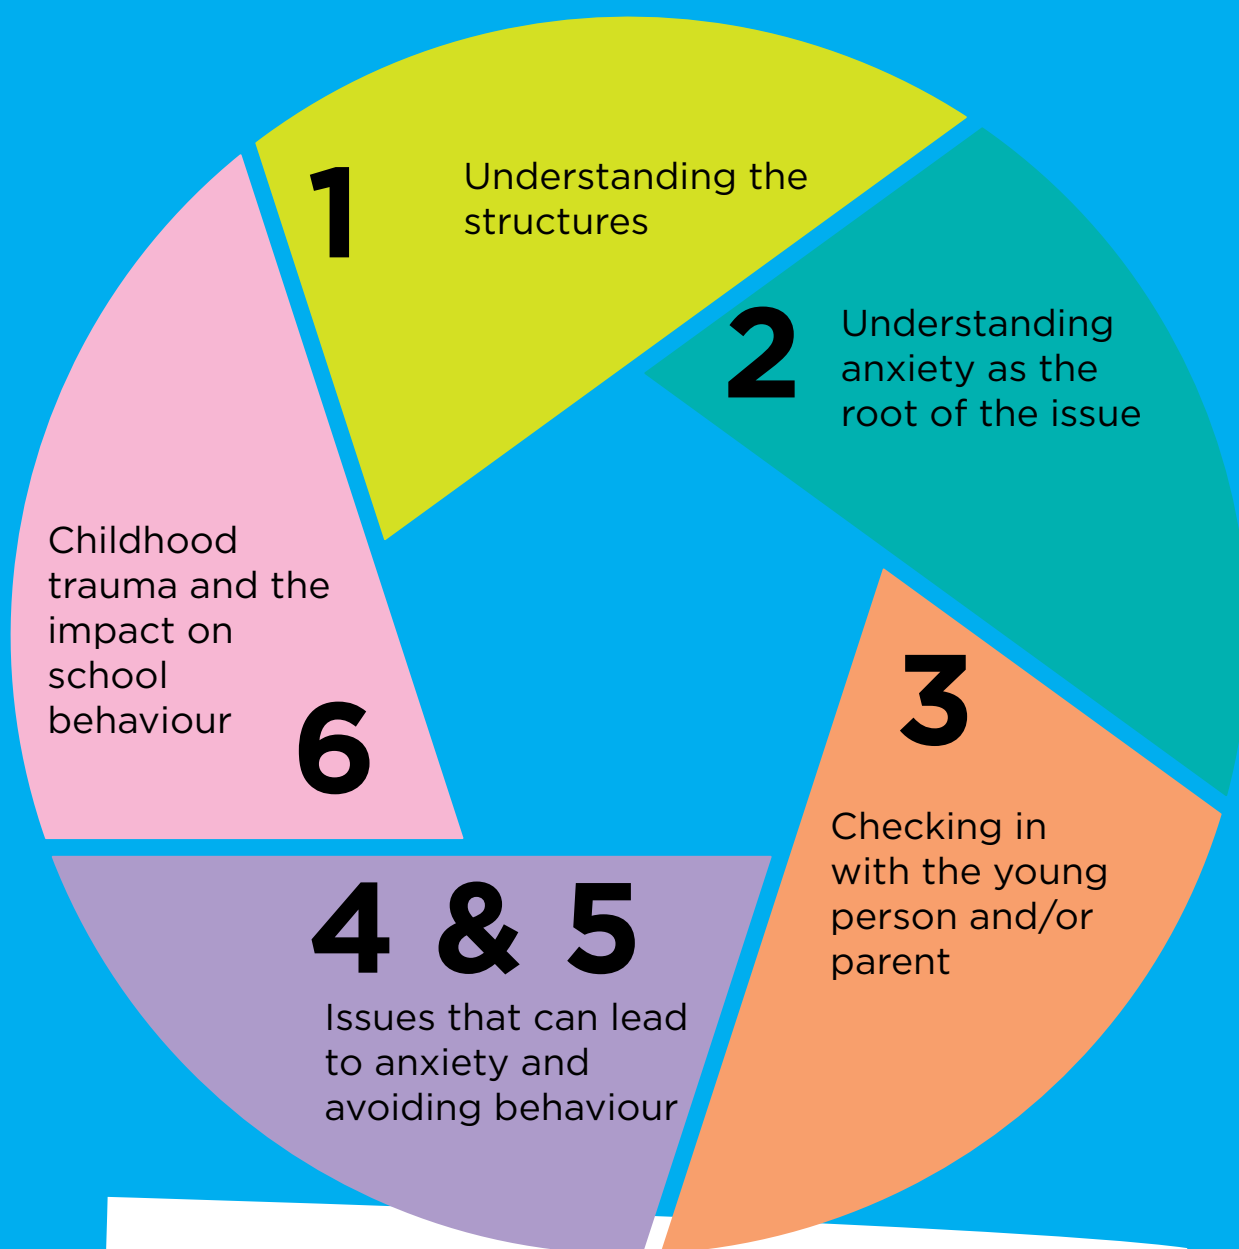 1
Understanding the
structures
2
Understanding
anxiety as the
root of the issue
3
Checking in
with the young
person and/or
parent
4 & 5
Issues that can lead
to anxiety and
avoiding behaviour
6
Childhood
trauma and the
impact on
school
behaviour